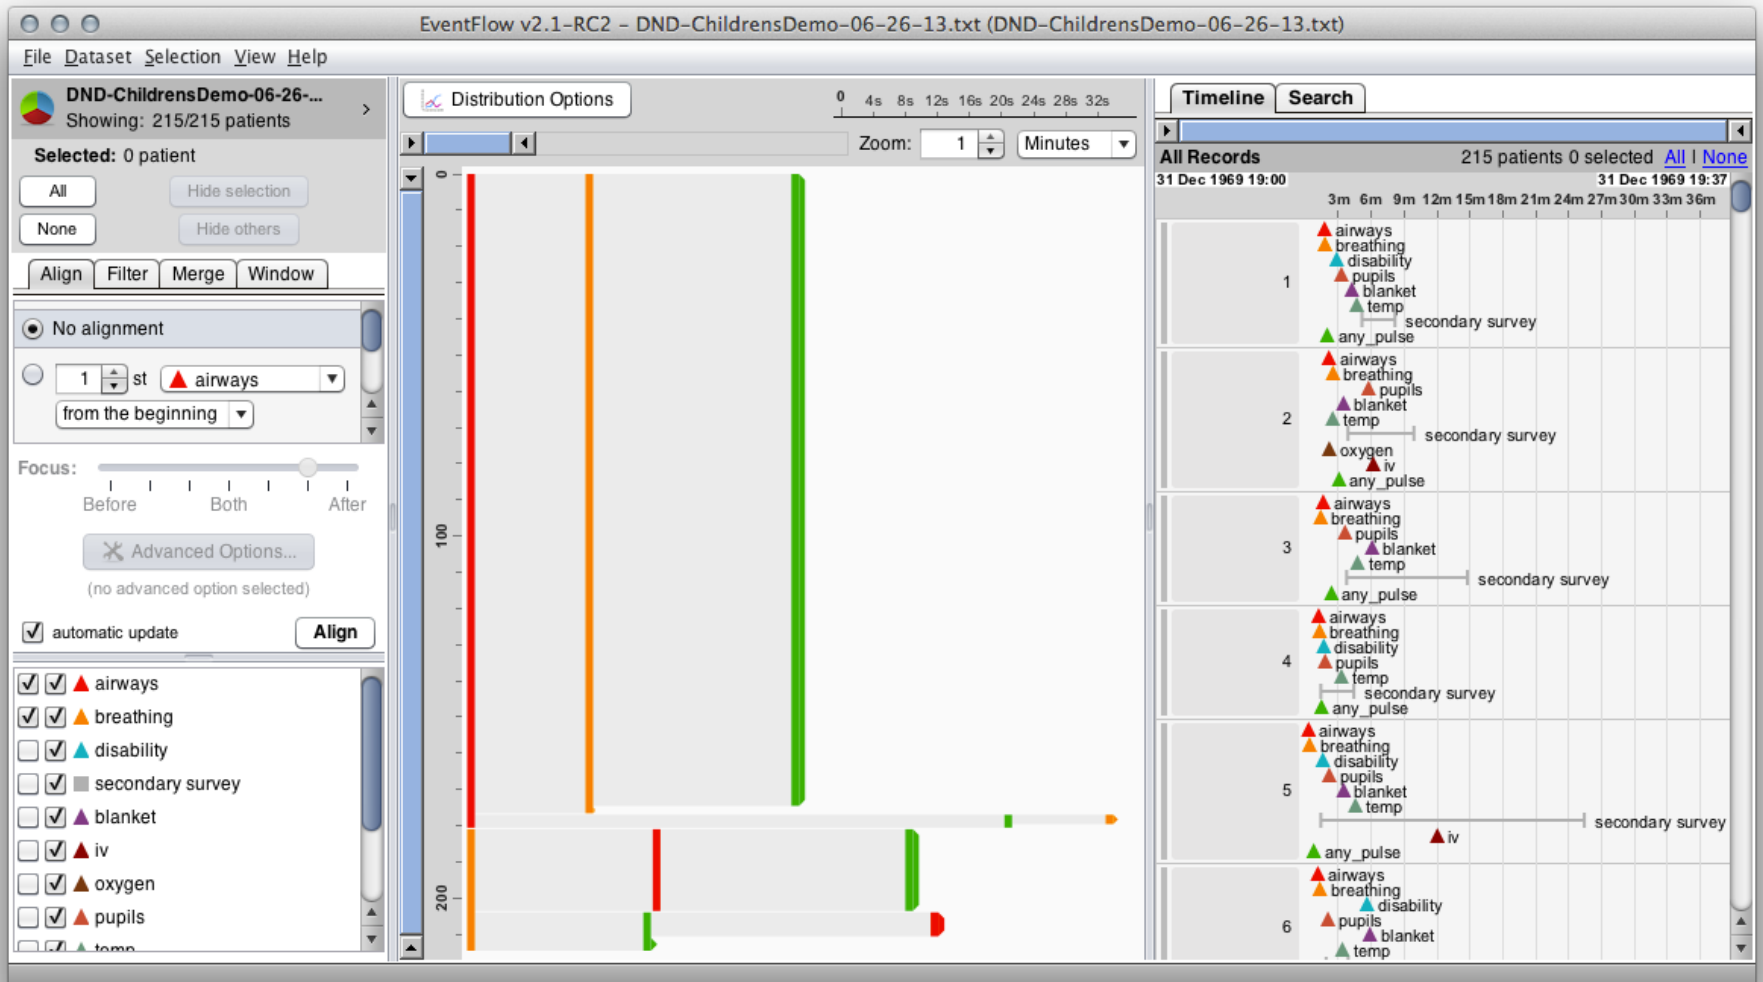 EventFlow v2.1-RC2 – DND-ChildrensDemo-06-26-13.txt (DND-ChildrensDemo-06-26-13.txt)
File Dataset Selection View Help
DND-ChildrensDemo-06-26-...
Showing: 215/215 patients
Selected: 0 patient
All
Hide selection
None
Hide others
Align Filter Merge Window
No alignment
1 st airways
from the beginning
Focus:
Before Both After
Advanced Options...
(no advanced option selected)
automatic update Align
airways
breathing
disability
secondary survey
blanket
iv
oxygen
pupils
temp
Distribution Options
0 4s 8s 12s 16s 20s 24s 28s 32s
Zoom: 1 Minutes
0
100
200
Timeline Search
All Records 215 patients 0 selected All | None
31 Dec 1969 19:00 31 Dec 1969 19:37
3m 6m 9m 12m 15m 18m 21m 24m 27m 30m 33m 36m
1
airways
breathing
disability
pupils
blanket
temp
secondary survey
any_pulse
2
airways
breathing
pupils
blanket
temp
secondary survey
oxygen
iv
any_pulse
3
airways
breathing
pupils
blanket
temp
secondary survey
any_pulse
4
airways
breathing
disability
pupils
temp
secondary survey
any_pulse
5
airways
breathing
disability
pupils
blanket
temp
secondary survey
iv
any_pulse
6
airways
breathing
disability
pupils
blanket
temp